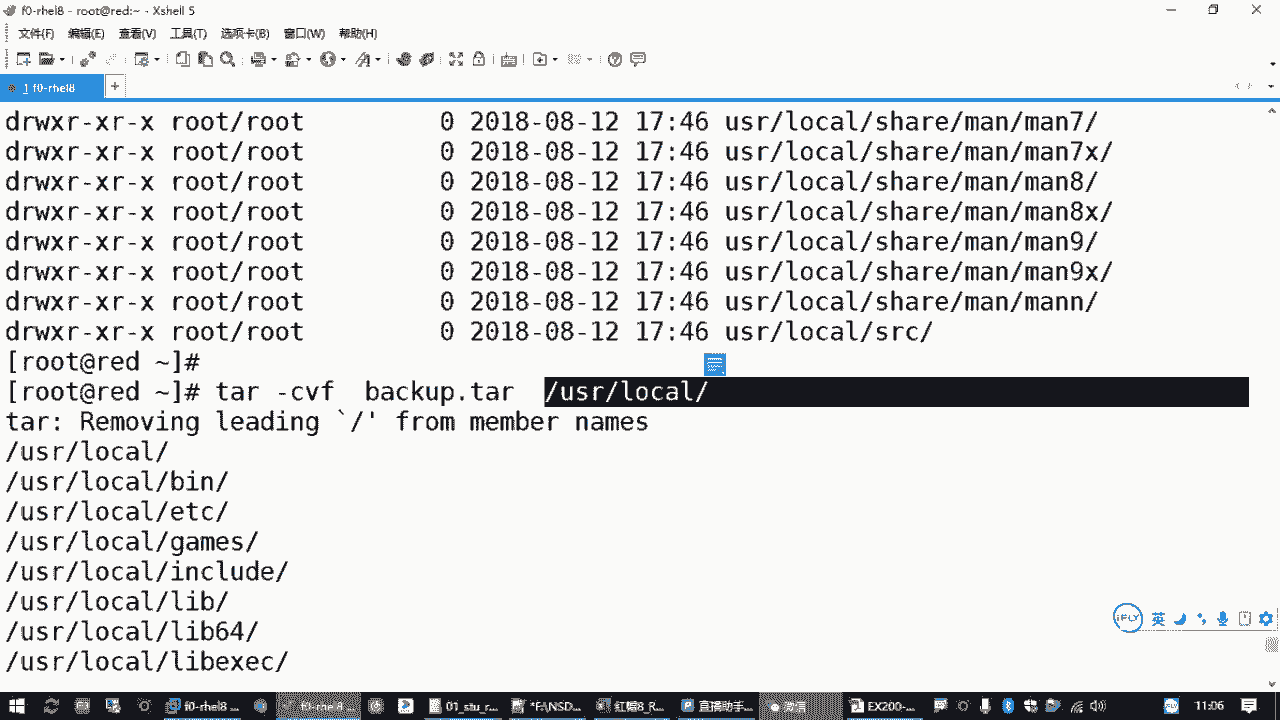 f0-rhel8 - root@red:~ - Xshell 5
文件(F) 编辑(E) 查看(V) 工具(T) 选项卡(B) 窗口(W) 帮助(H)
1 f0-rhel8
drwxr-xr-x root/root 0 2018-08-12 17:46 usr/local/share/man/man7/
drwxr-xr-x root/root 0 2018-08-12 17:46 usr/local/share/man/man7x/
drwxr-xr-x root/root 0 2018-08-12 17:46 usr/local/share/man/man8/
drwxr-xr-x root/root 0 2018-08-12 17:46 usr/local/share/man/man8x/
drwxr-xr-x root/root 0 2018-08-12 17:46 usr/local/share/man/man9/
drwxr-xr-x root/root 0 2018-08-12 17:46 usr/local/share/man/man9x/
drwxr-xr-x root/root 0 2018-08-12 17:46 usr/local/share/man/mann/
drwxr-xr-x root/root 0 2018-08-12 17:46 usr/local/src/
[root@red ~]#
[root@red ~]# tar -cvf  backup.tar  /usr/local/
tar: Removing leading `/' from member names
/usr/local/
/usr/local/bin/
/usr/local/etc/
/usr/local/games/
/usr/local/include/
/usr/local/lib/
/usr/local/lib64/
/usr/local/libexec/
iFLY 英
f0-rhel8 ... f0-rhel8 ... 01_stu_r... *F:\NSD... 红帽8_R... 直播助手... EX200-... 11:06